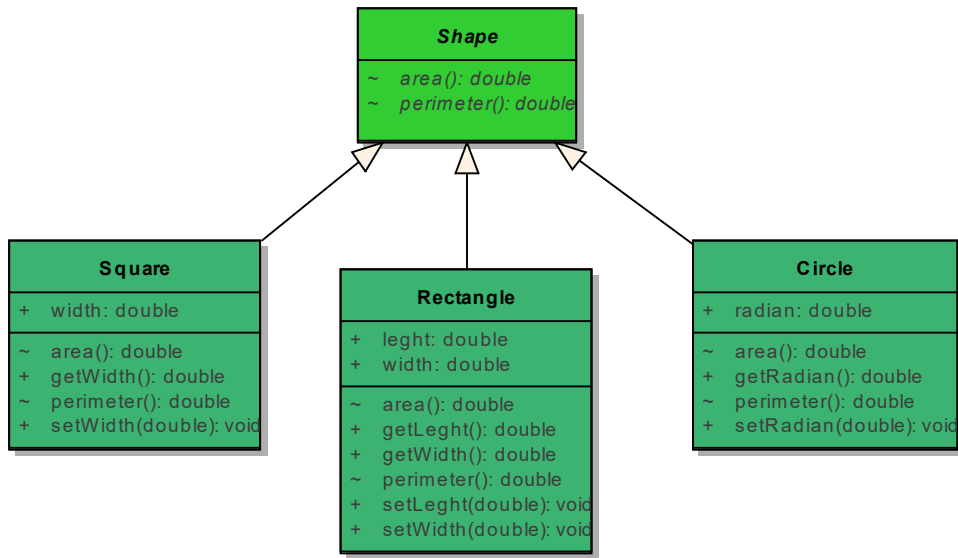 Shape
~ area(): double
~ perimeter(): double
Square
+ width: double
~ area(): double
+ getWidth(): double
~ perimeter(): double
+ setWidth(double): void
Rectangle
+ leght: double
+ width: double
~ area(): double
+ getLeght(): double
+ getWidth(): double
~ perimeter(): double
+ setLeght(double): void
+ setWidth(double): void
Circle
+ radian: double
~ area(): double
+ getRadian(): double
~ perimeter(): double
+ setRadian(double): void